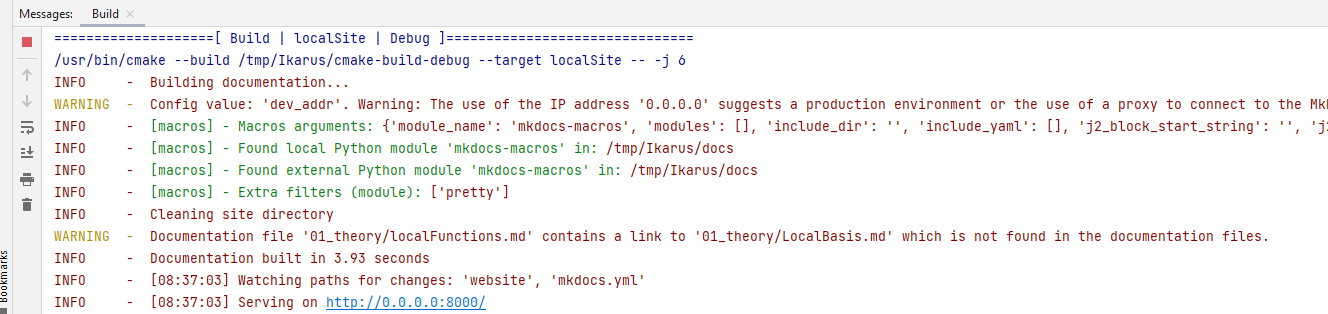 Messages: Build ×
====================[ Build | localSite | Debug ]===============================
/usr/bin/cmake --build /tmp/Ikarus/cmake-build-debug --target localSite -- -j 6
INFO     -  Building documentation...
WARNING  -  Config value: 'dev_addr'. Warning: The use of the IP address '0.0.0.0' suggests a production environment or the use of a proxy to connect to the
INFO     -  [macros] - Macros arguments: {'module_name': 'mkdocs-macros', 'modules': [], 'include_dir': '', 'include_yaml': [], 'j2_block_start_string': '',
INFO     -  [macros] - Found local Python module 'mkdocs-macros' in: /tmp/Ikarus/docs
INFO     -  [macros] - Found external Python module 'mkdocs-macros' in: /tmp/Ikarus/docs
INFO     -  [macros] - Extra filters (module): ['pretty']
INFO     -  Cleaning site directory
WARNING  -  Documentation file '01_theory/localFunctions.md' contains a link to '01_theory/LocalBasis.md' which is not found in the documentation files.
INFO     -  Documentation built in 3.93 seconds
INFO     -  [08:37:03] Watching paths for changes: 'website', 'mkdocs.yml'
INFO     -  [08:37:03] Serving on http://0.0.0.0:8000/
Bookmarks